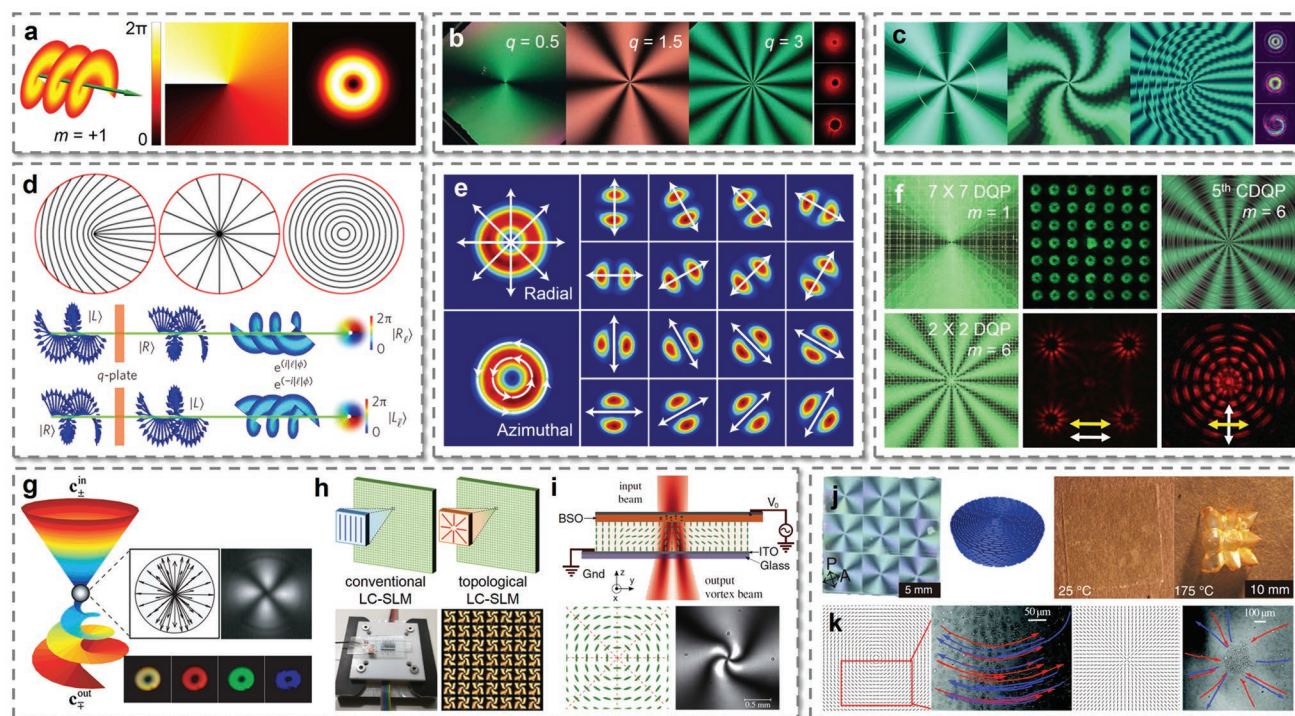 a
2π
0
m = +1
b
q = 0.5
q = 1.5
q = 3
c
d
|L⟩
|R⟩
q-plate
e^(i|ℓ|ϕ)
e^(−i|ℓ|ϕ)
2π
0
|R_ℓ⟩
|R⟩
|L⟩
2π
0
|L_ℓ⟩
e
Radial
Azimuthal
f
7 X 7 DQP
m = 1
5th CDQP
m = 6
2 X 2 DQP
m = 6
g
c±^in
c∓^out
h
conventional
LC-SLM
topological
LC-SLM
i
input
beam
V₀
BSO
ITO
Glass
Gnd
z
y
x
output
vortex beam
0.5 mm
j
P
A
5 mm
25 °C
175 °C
10 mm
k
50 µm
100 µm